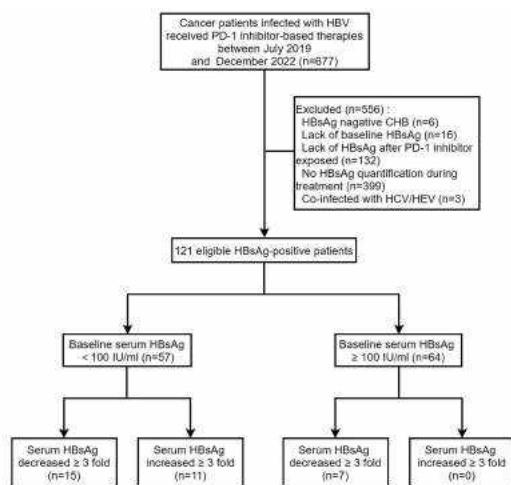 Cancer patients infected with HBV
received PD-1 inhibitor-based therapies
between July 2019
and December 2022 (n=677)
Excluded (n=556) :
HBsAg nagative CHB (n=6)
Lack of baseline HBsAg (n=16)
Lack of HBsAg after PD-1 inhibitor
exposed (n=132)
No HBsAg quantification during
treatment (n=399)
Co-infected with HCV/HEV (n=3)
121 eligible HBsAg-positive patients
Baseline serum HBsAg
< 100 IU/ml (n=57)
Baseline serum HBsAg
≥ 100 IU/ml (n=64)
Serum HBsAg
decreased ≥ 3 fold
(n=15)
Serum HBsAg
increased ≥ 3 fold
(n=11)
Serum HBsAg
decreased ≥ 3 fold
(n=7)
Serum HBsAg
increased ≥ 3 fold
(n=0)